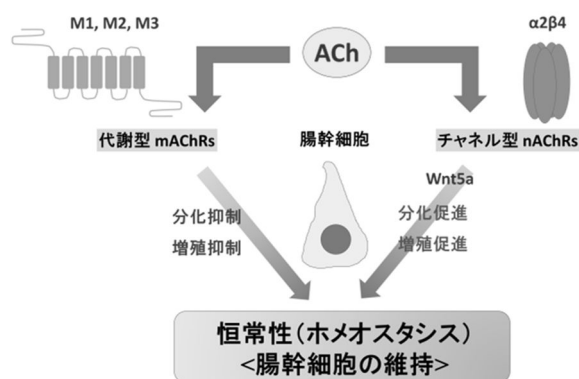 M1, M2, M3
ACh
α2β4
代謝型 mAChRs
腸幹細胞
チャネル型 nAChRs
Wnt5a
分化抑制
増殖抑制
分化促進
増殖促進
恒常性(ホメオスタシス)
<腸幹細胞の維持>